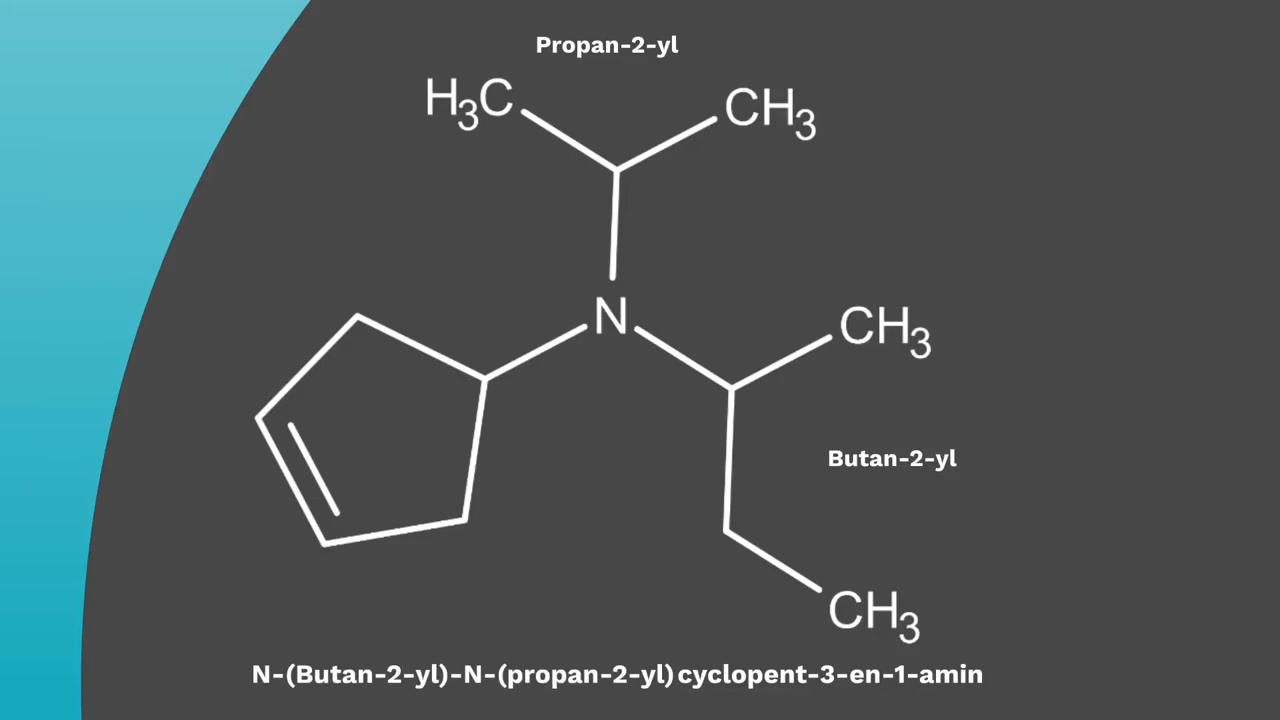 Propan-2-yl
H3C
CH3
N
CH3
Butan-2-yl
CH3
N-(Butan-2-yl)-N-(propan-2-yl)cyclopent-3-en-1-amin